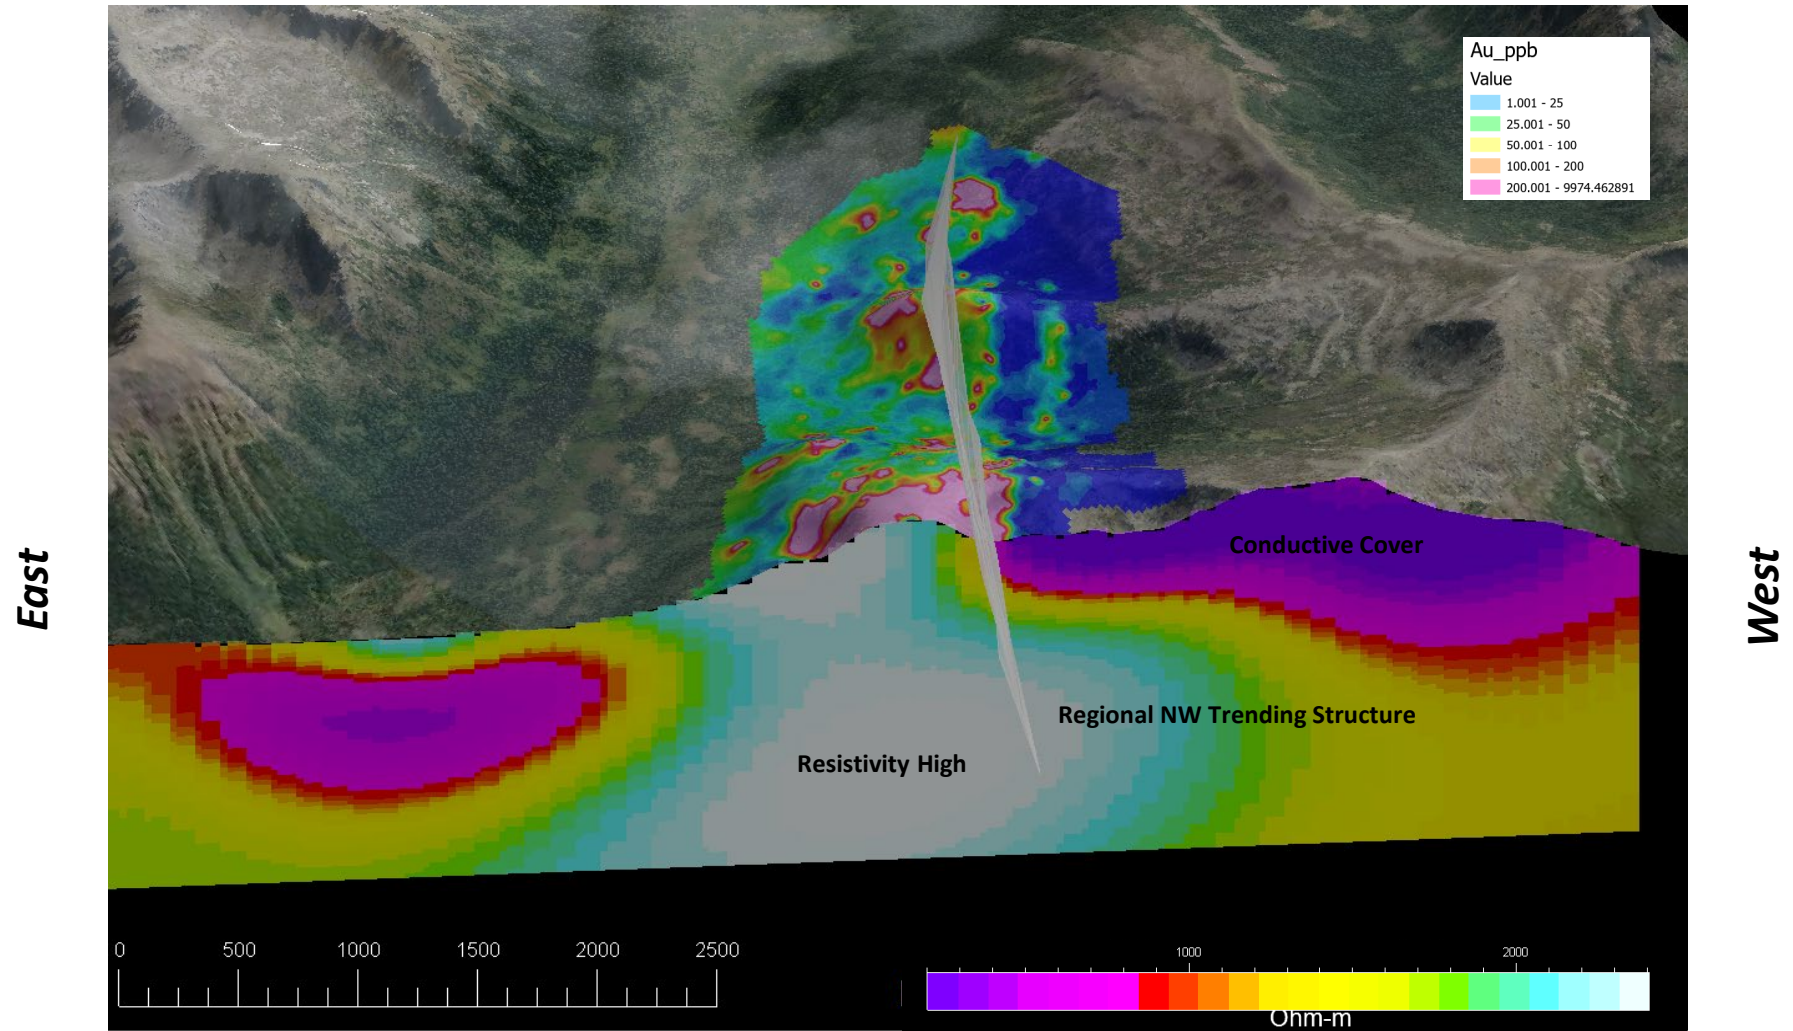 Au_ppb
Value
1.001 - 25
25.001 - 50
50.001 - 100
100.001 - 200
200.001 - 9974.462891
East
West
Conductive Cover
Regional NW Trending Structure
Resistivity High
0 500 1000 1500 2000 2500
1000 2000
Ohm-m